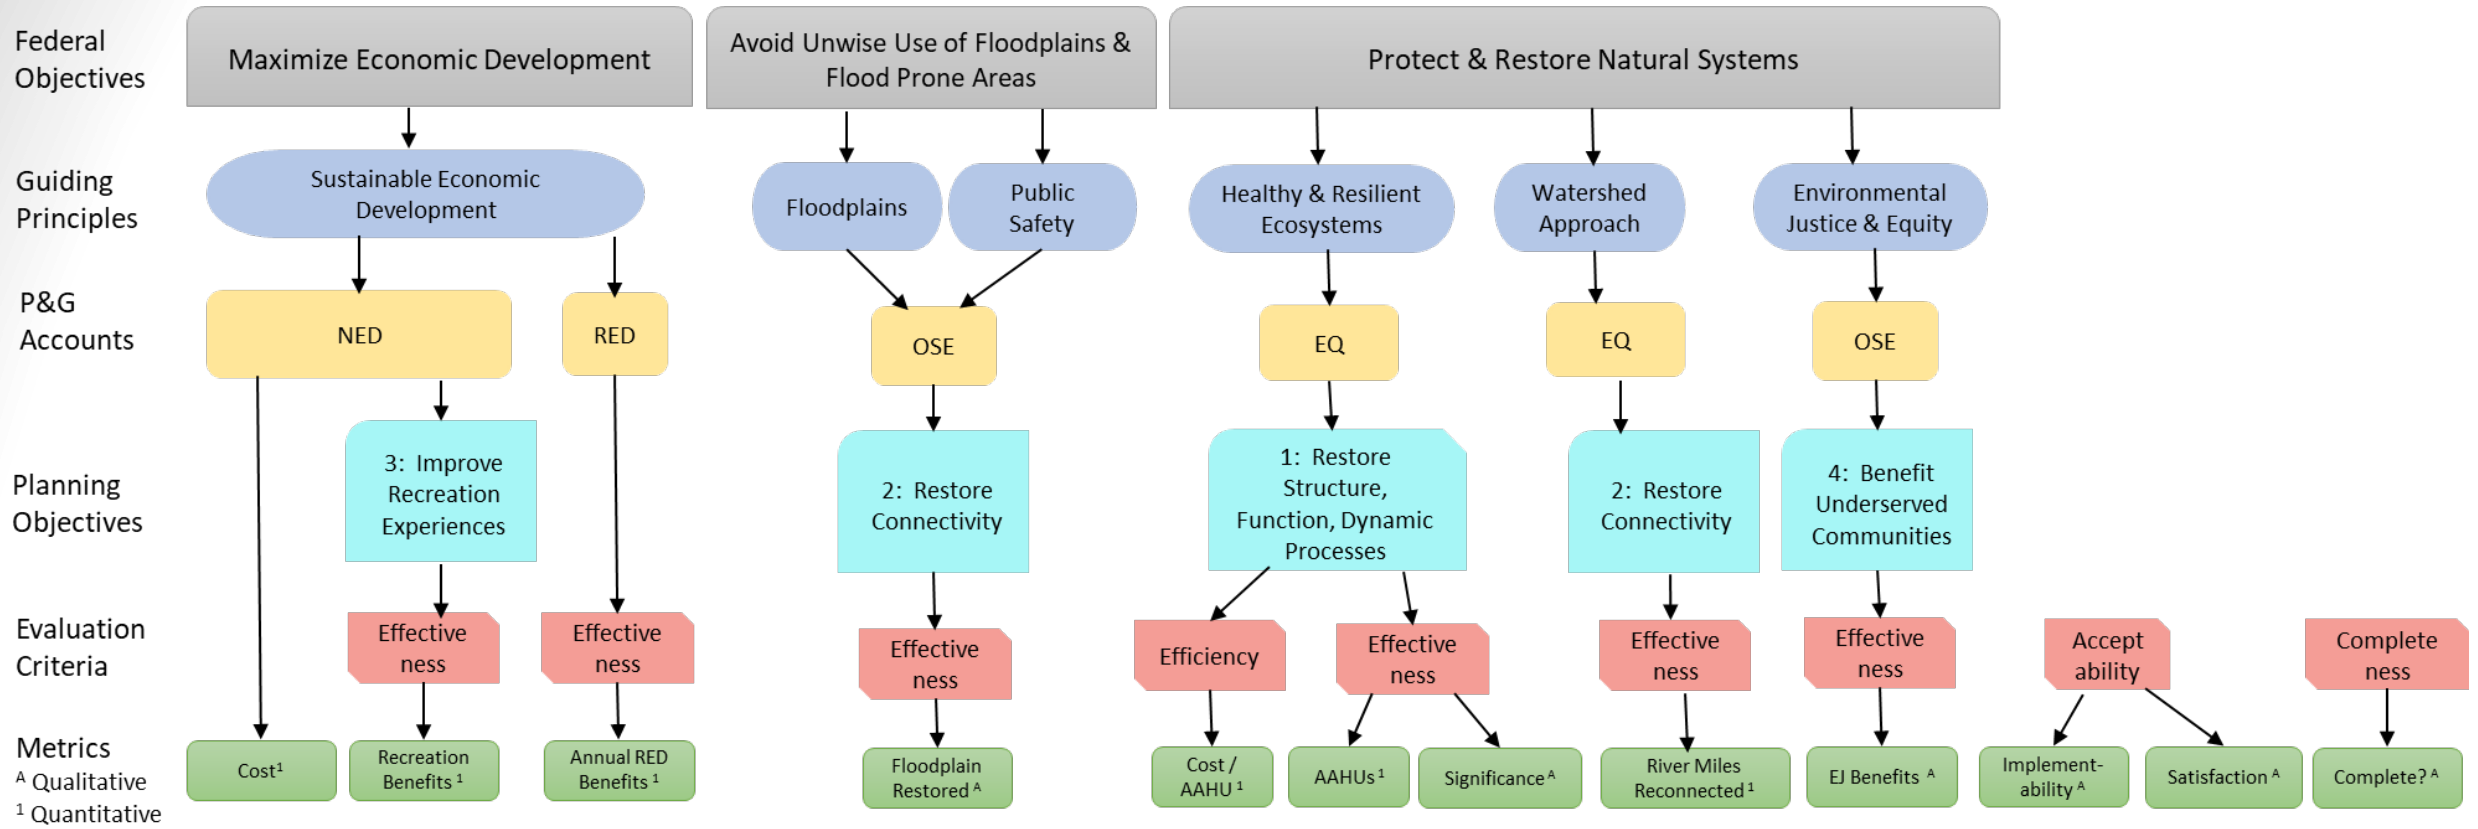 Federal
Objectives
Maximize Economic Development
Avoid Unwise Use of Floodplains &
Flood Prone Areas
Protect & Restore Natural Systems
Guiding
Principles
Sustainable Economic
Development
Floodplains
Public
Safety
Healthy & Resilient
Ecosystems
Watershed
Approach
Environmental
Justice & Equity
P&G
Accounts
NED
RED
OSE
EQ
EQ
OSE
Planning
Objectives
3: Improve
Recreation
Experiences
2: Restore
Connectivity
1: Restore
Structure,
Function, Dynamic
Processes
2: Restore
Connectivity
4: Benefit
Underserved
Communities
Evaluation
Criteria
Effective
ness
Effective
ness
Effective
ness
Efficiency
Effective
ness
Effective
ness
Effective
ness
Accept
ability
Complete
ness
Metrics
A Qualitative
1 Quantitative
Cost1
Recreation
Benefits 1
Annual RED
Benefits 1
Floodplain
Restored A
Cost /
AAHU 1
AAHUs 1
Significance A
River Miles
Reconnected 1
EJ Benefits A
Implement-
ability A
Satisfaction A
Complete? A